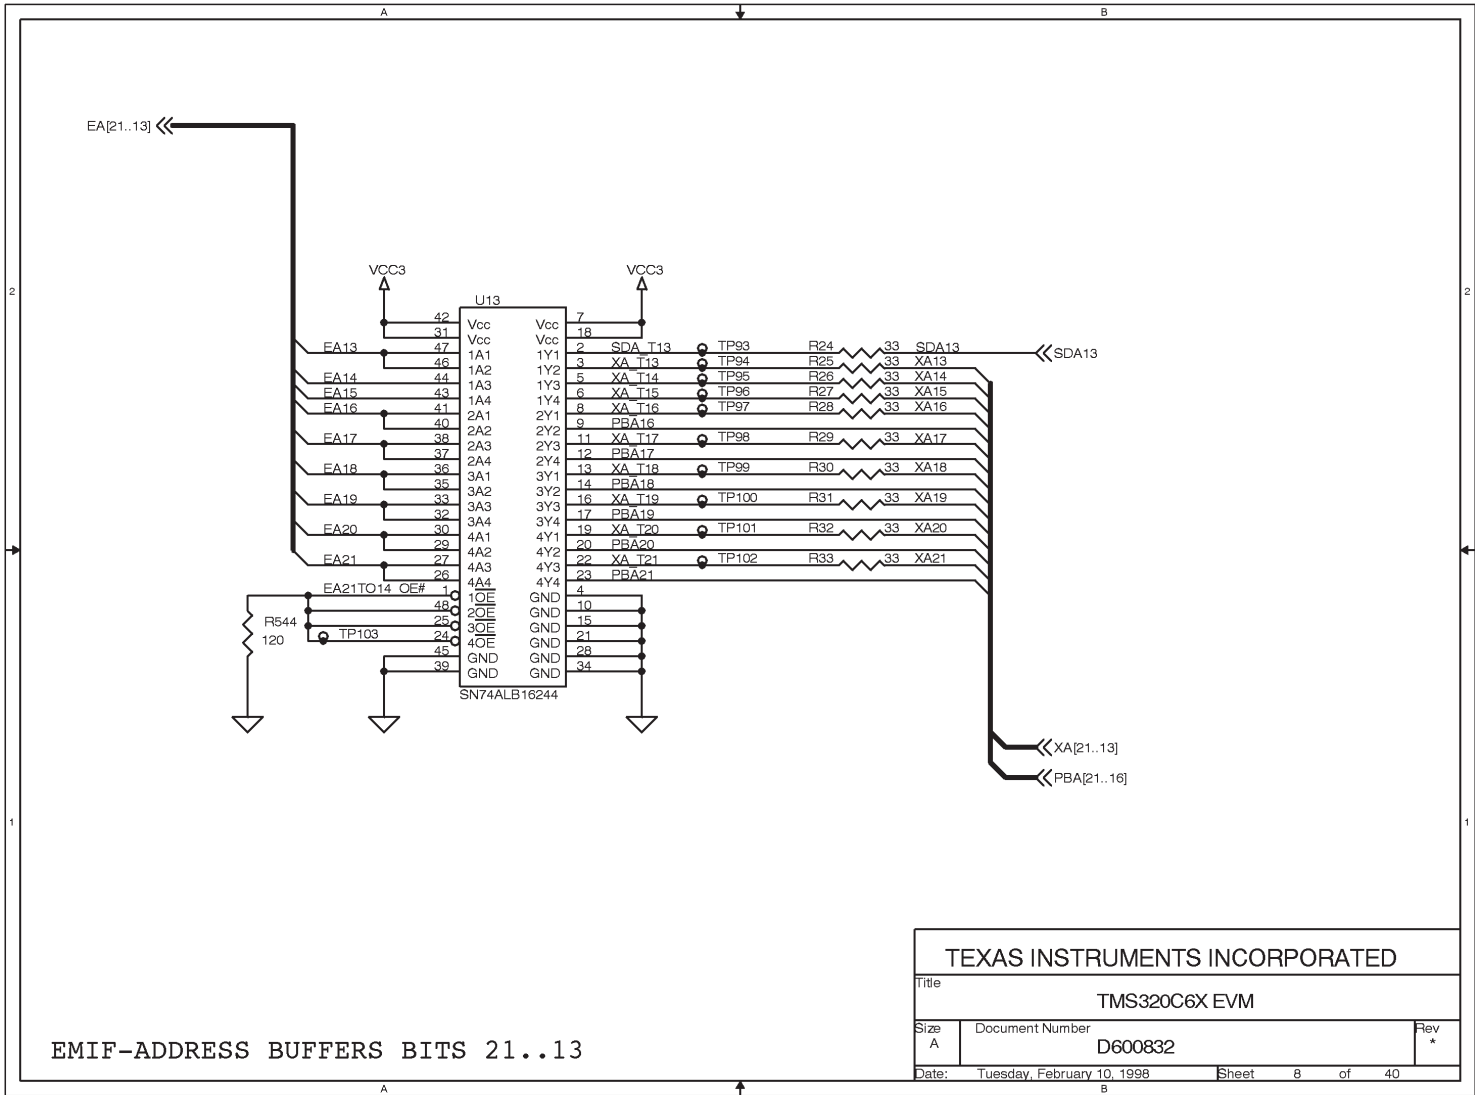 A B
EA[21..13]
VCC3 VCC3
2 2
U13
42 Vcc Vcc 7
31 Vcc Vcc 18
EA13 47 1A1 1Y1 2 SDA_T13 TP93 R24 33 SDA13 SDA13
46 1A2 1Y2 3 XA_T13 TP94 R25 33 XA13
EA14 44 1A3 1Y3 5 XA_T14 TP95 R26 33 XA14
EA15 43 1A4 1Y4 6 XA_T15 TP96 R27 33 XA15
EA16 41 2A1 2Y1 8 XA_T16 TP97 R28 33 XA16
40 2A2 2Y2 9 PBA16
EA17 38 2A3 2Y3 11 XA_T17 TP98 R29 33 XA17
37 2A4 2Y4 12 PBA17
EA18 36 3A1 3Y1 13 XA_T18 TP99 R30 33 XA18
35 3A2 3Y2 14 PBA18
EA19 33 3A3 3Y3 16 XA_T19 TP100 R31 33 XA19
32 3A4 3Y4 17 PBA19
EA20 30 4A1 4Y1 19 XA_T20 TP101 R32 33 XA20
29 4A2 4Y2 20 PBA20
EA21 27 4A3 4Y3 22 XA_T21 TP102 R33 33 XA21
26 4A4 4Y4 23 PBA21
EA21TO14_OE# 1 1OE GND 4
48 2OE GND 10
R544 25 3OE GND 15
120 TP103 24 4OE GND 21
45 GND GND 28
39 GND GND 34
SN74ALB16244
XA[21..13]
PBA[21..16]
1 1
TEXAS INSTRUMENTS INCORPORATED
Title
TMS320C6X EVM
Size Document Number Rev
A D600832 *
Date: Tuesday, February 10, 1998 Sheet 8 of 40
EMIF-ADDRESS BUFFERS BITS 21..13
A B